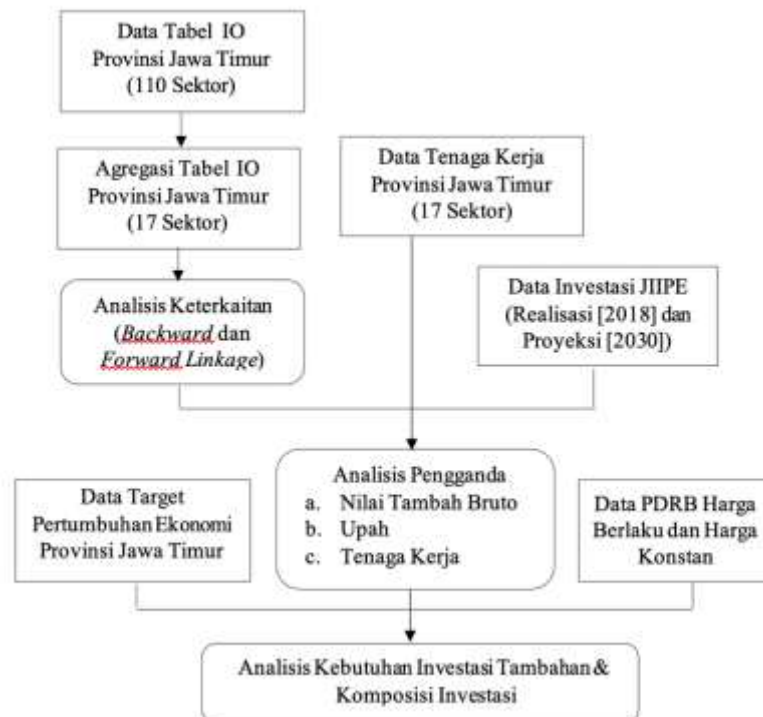 Data Tabel IO
Provinsi Jawa Timur
(110 Sektor)
Agregasi Tabel IO
Provinsi Jawa Timur
(17 Sektor)
Data Tenaga Kerja
Provinsi Jawa Timur
(17 Sektor)
Analisis Keterkaitan
(Backward dan
Forward Linkage)
Data Investasi JIIPE
(Realisasi [2018] dan
Proyeksi [2030])
Analisis Pengganda
a. Nilai Tambah Bruto
b. Upah
c. Tenaga Kerja
Data Target
Pertumbuhan Ekonomi
Provinsi Jawa Timur
Data PDRB Harga
Berlaku dan Harga
Konstan
Analisis Kebutuhan Investasi Tambahan &
Komposisi Investasi